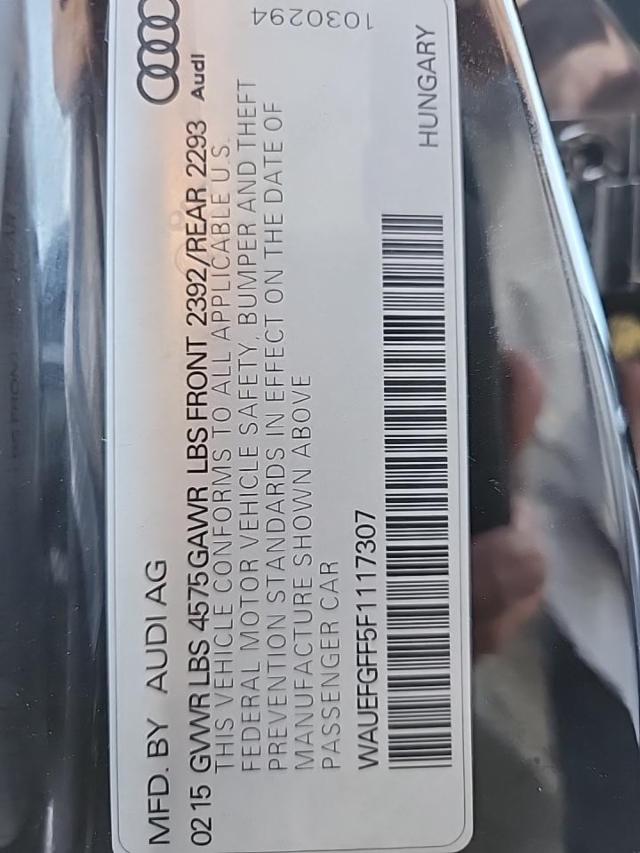 MFD. BY AUDI AG
02 15 GVWR LBS 4575 GAWR LBS FRONT 2392/REAR 2293 Audi
THIS VEHICLE CONFORMS TO ALL APPLICABLE U.S.
FEDERAL MOTOR VEHICLE SAFETY, BUMPER AND THEFT
PREVENTION STANDARDS IN EFFECT ON THE DATE OF
MANUFACTURE SHOWN ABOVE
PASSENGER CAR
WAUEFGFF5F1117307
HUNGARY
1030294